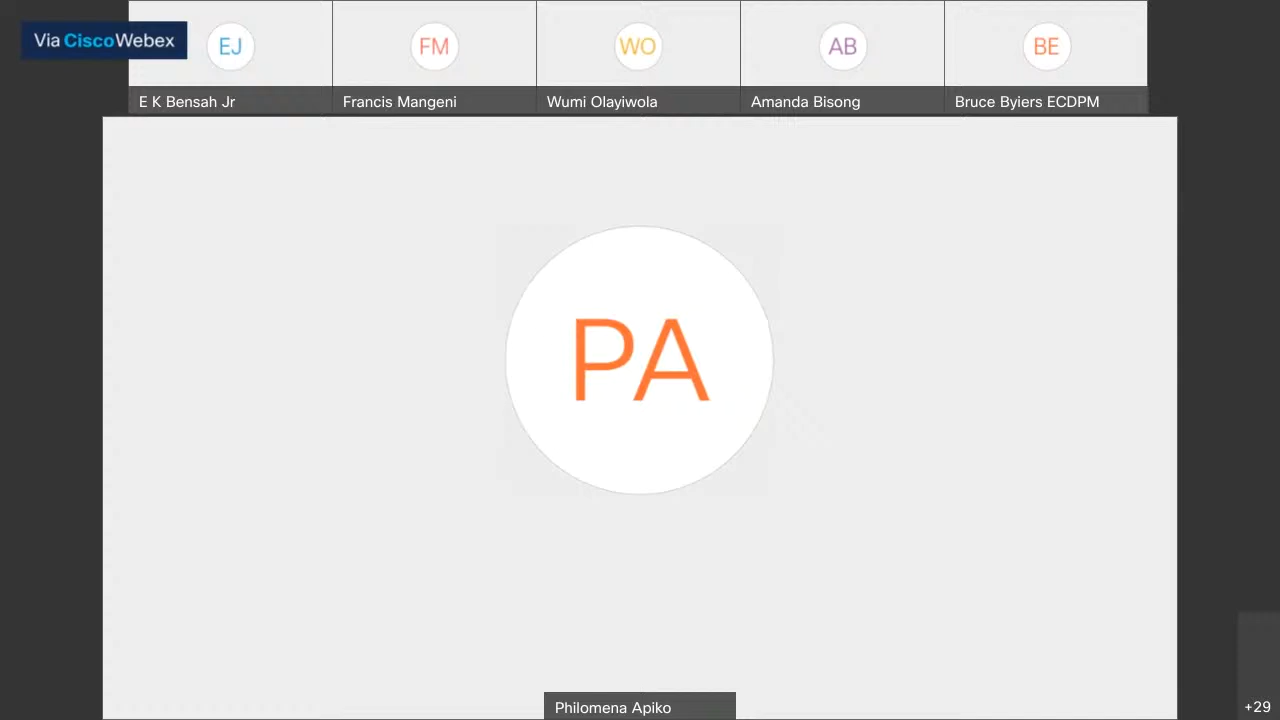 Via CiscoWebex
EJ
FM
WO
AB
BE
E K Bensah Jr
Francis Mangeni
Wumi Olayiwola
Amanda Bisong
Bruce Byiers ECDPM
PA
Philomena Apiko
+29